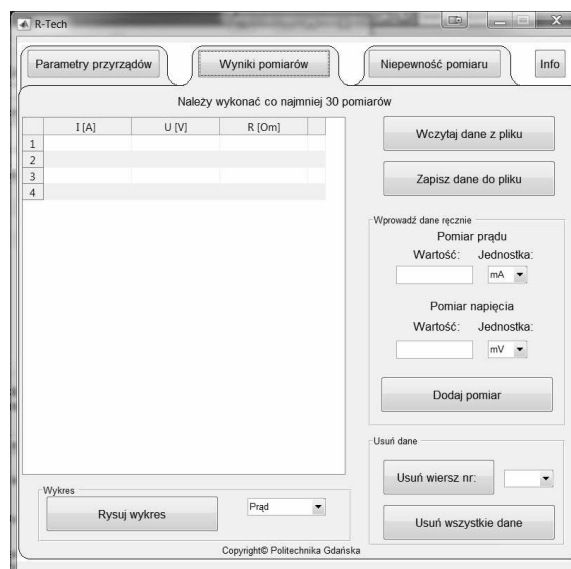 R-Tech
Parametry przyrządów
Wyniki pomiarów
Niepewność pomiaru
Info
Należy wykonać co najmniej 30 pomiarów
I [A] U [V] R [Om]
1
2
3
4
Wczytaj dane z pliku
Zapisz dane do pliku
Wprowadź dane ręcznie
Pomiar prądu
Wartość: Jednostka:
mA
Pomiar napięcia
Wartość: Jednostka:
mV
Dodaj pomiar
Usuń dane
Usuń wiersz nr:
Usuń wszystkie dane
Wykres
Rysuj wykres
Prąd
Copyright© Politechnika Gdańska